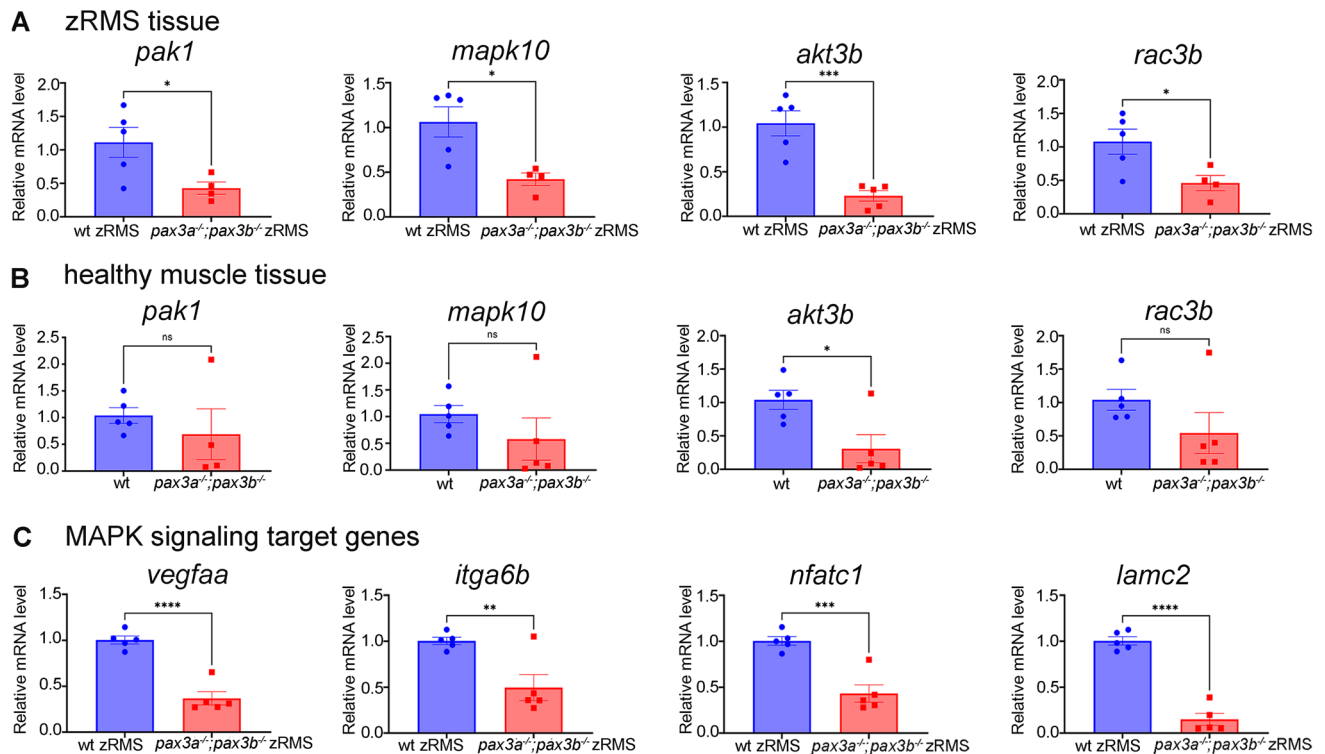 A zRMS tissue
pak1 mapk10 akt3b rac3b
Relative mRNA level 2.0 1.5 1.0 0.5 0.0 *
wt zRMS pax3a-/-;pax3b-/- zRMS
Relative mRNA level 1.5 1.0 0.5 0.0 *
wt zRMS pax3a-/-;pax3b-/- zRMS
Relative mRNA level 1.5 1.0 0.5 0.0 ***
wt zRMS pax3a-/-;pax3b-/- zRMS
Relative mRNA level 2.0 1.5 1.0 0.5 0.0 *
wt zRMS pax3a-/-;pax3b-/- zRMS
B healthy muscle tissue
pak1 mapk10 akt3b rac3b
Relative mRNA level 2.5 2.0 1.5 1.0 0.5 0.0 ns
wt pax3a-/-;pax3b-/-
Relative mRNA level 2.5 2.0 1.5 1.0 0.5 0.0 ns
wt pax3a-/-;pax3b-/-
Relative mRNA level 2.0 1.5 1.0 0.5 0.0 *
wt pax3a-/-;pax3b-/-
Relative mRNA level 2.0 1.5 1.0 0.5 0.0 ns
wt pax3a-/-;pax3b-/-
C MAPK signaling target genes
vegfaa itga6b nfatc1 lamc2
Relative mRNA level 1.5 1.0 0.5 0.0 ****
wt zRMS pax3a-/-;pax3b-/- zRMS
Relative mRNA level 1.5 1.0 0.5 0.0 **
wt zRMS pax3a-/-;pax3b-/- zRMS
Relative mRNA level 1.5 1.0 0.5 0.0 ***
wt zRMS pax3a-/-;pax3b-/- zRMS
Relative mRNA level 1.5 1.0 0.5 0.0 ****
wt zRMS pax3a-/-;pax3b-/- zRMS